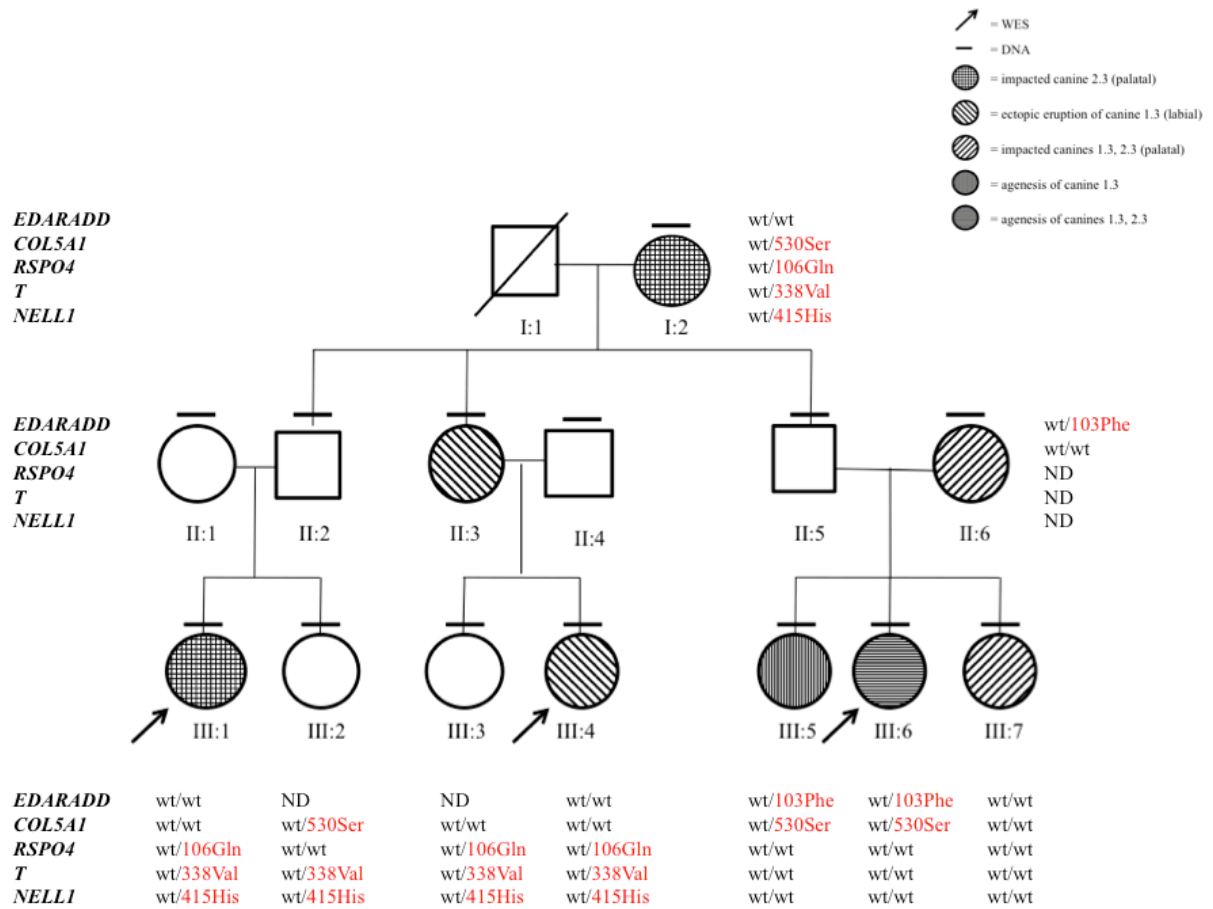 = WES
= DNA
= impacted canine 2.3 (palatal)
= ectopic eruption of canine 1.3 (labial)
= impacted canines 1.3, 2.3 (palatal)
= agenesis of canine 1.3
= agenesis of canines 1.3, 2.3
EDARADD wt/wt
COL5A1 wt/530Ser
RSPO4 wt/106Gln
T wt/338Val
NELL1 wt/415His
I:1 I:2
EDARADD wt/103Phe
COL5A1 wt/wt
RSPO4 ND
T ND
NELL1 ND
II:1 II:2 II:3 II:4 II:5 II:6
III:1 III:2 III:3 III:4 III:5 III:6 III:7
EDARADD wt/wt ND ND wt/wt wt/103Phe wt/103Phe wt/wt
COL5A1 wt/wt wt/530Ser wt/wt wt/wt wt/530Ser wt/530Ser wt/wt
RSPO4 wt/106Gln wt/wt wt/106Gln wt/106Gln wt/wt wt/wt wt/wt
T wt/338Val wt/338Val wt/338Val wt/338Val wt/wt wt/wt wt/wt
NELL1 wt/415His wt/415His wt/415His wt/415His wt/wt wt/wt wt/wt